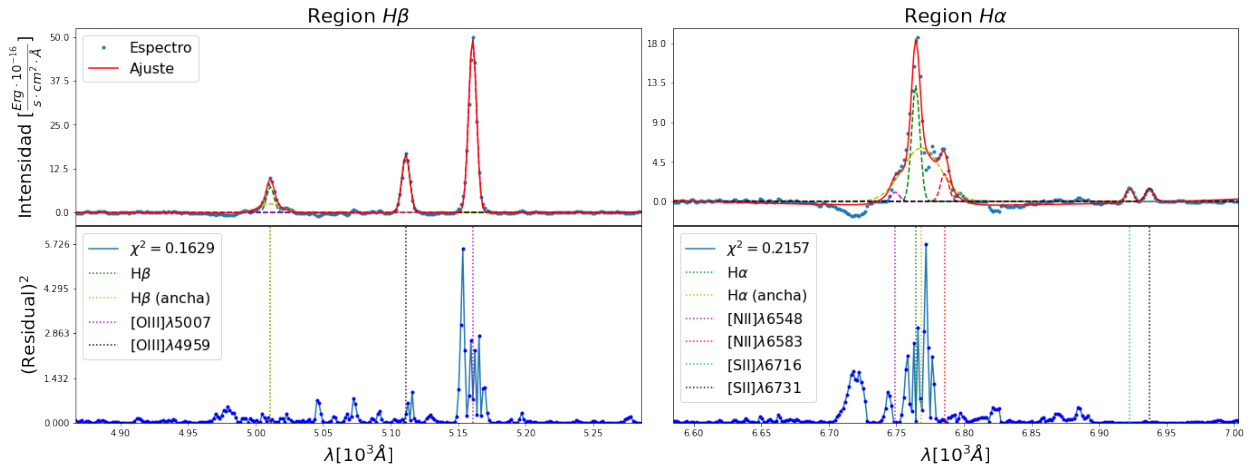 Region Hβ
Region Hα
Intensidad [Erg·10⁻¹⁶ / s·cm²·Å]
50.0
37.5
25.0
12.5
0.0
Espectro
Ajuste
18.0
13.5
9.0
4.5
0.0
(Residual)²
5.726
4.295
2.863
1.432
0.000
χ² = 0.1629
Hβ
Hβ (ancha)
[OIII]λ5007
[OIII]λ4959
χ² = 0.2157
Hα
Hα (ancha)
[NII]λ6548
[NII]λ6583
[SII]λ6716
[SII]λ6731
4.90 4.95 5.00 5.05 5.10 5.15 5.20 5.25
6.60 6.65 6.70 6.75 6.80 6.85 6.90 6.95 7.00
λ[10³Å]
λ[10³Å]